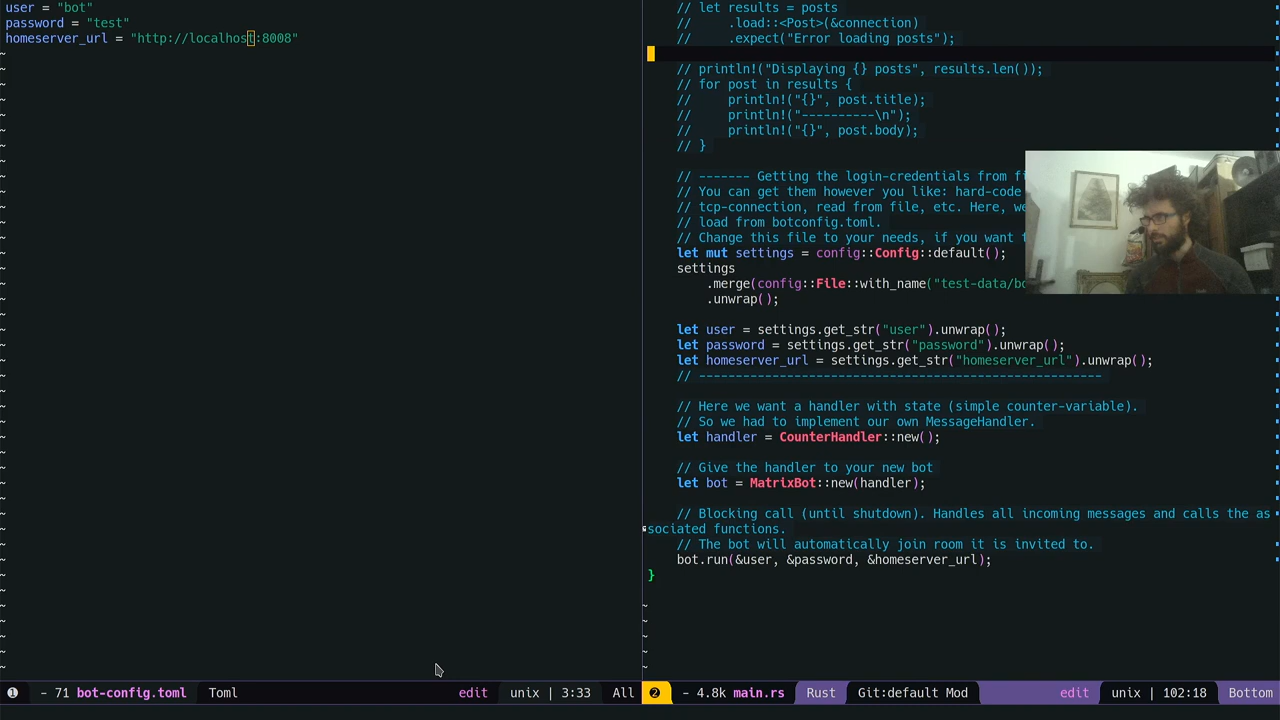 user = "bot"
password = "test"
homeserver_url = "http://localhost:8008"
~
❶ - 71 bot-config.toml Toml edit unix | 3:33 All
// let results = posts
//     .load::<Post>(&connection)
//     .expect("Error loading posts");
// println!("Displaying {} posts", results.len());
// for post in results {
//     println!("{}", post.title);
//     println!("----------\n");
//     println!("{}", post.body);
// }
// ------- Getting the login-credentials from
// You can get them however you like: hard-code
// tcp-connection, read from file, etc. Here,
// load from botconfig.toml.
// Change this file to your needs, if you want
let mut settings = config::Config::default();
settings
    .merge(config::File::with_name("test-data/
    .unwrap();
let user = settings.get_str("user").unwrap();
let password = settings.get_str("password").unwrap();
let homeserver_url = settings.get_str("homeserver_url").unwrap();
// -------------------------------------------------------
// Here we want a handler with state (simple counter-variable).
// So we had to implement our own MessageHandler.
let handler = CounterHandler::new();
// Give the handler to your new bot
let bot = MatrixBot::new(handler);
// Blocking call (until shutdown). Handles all incoming messages and calls the as
sociated functions.
// The bot will automatically join room it is invited to.
bot.run(&user, &password, &homeserver_url);
}
~
❷ - 4.8k main.rs Rust Git:default Mod edit unix | 102:18 Bottom